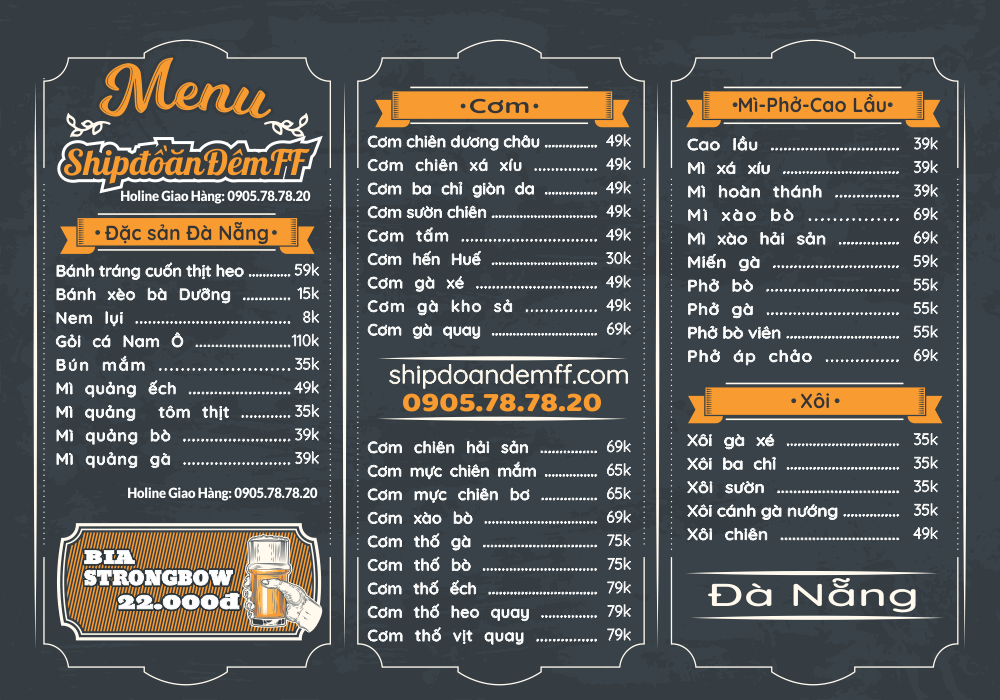 Menu
ShipđồănĐêmFF
Holine Giao Hàng: 0905.78.78.20
•Đặc sản Đà Nẵng•
Bánh tráng cuốn thịt heo ............ 59k
Bánh xèo bà Dưỡng ............ 15k
Nem lụi ............ 8k
Gỏi cá Nam Ô ............ 110k
Bún mắm ............ 35k
Mì quảng ếch ............ 49k
Mì quảng tôm thịt ............ 35k
Mì quảng bò ............ 39k
Mì quảng gà ............ 39k
Holine Giao Hàng: 0905.78.78.20
BIA
STRONGBOW
22.000đ
•Cơm•
Cơm chiên dương châu ............ 49k
Cơm chiên xá xíu ............ 49k
Cơm ba chỉ giòn da ............ 49k
Cơm sườn chiên ............ 49k
Cơm tấm ............ 49k
Cơm hến Huế ............ 30k
Cơm gà xé ............ 49k
Cơm gà kho sả ............ 49k
Cơm gà quay ............ 69k
shipdoandemff.com
0905.78.78.20
Cơm chiên hải sản ............ 69k
Cơm mực chiên mắm ............ 65k
Cơm mực chiên bơ ............ 65k
Cơm xào bò ............ 69k
Cơm thố gà ............ 75k
Cơm thố bò ............ 75k
Cơm thố ếch ............ 79k
Cơm thố heo quay ............ 79k
Cơm thố vịt quay ............ 79k
•Mì-Phở-Cao Lầu•
Cao lầu ............ 39k
Mì xá xíu ............ 39k
Mì hoàn thánh ............ 39k
Mì xào bò ............ 69k
Mì xào hải sản ............ 69k
Miến gà ............ 59k
Phở bò ............ 55k
Phở gà ............ 55k
Phở bò viên ............ 55k
Phở áp chảo ............ 69k
•Xôi•
Xôi gà xé ............ 35k
Xôi ba chỉ ............ 35k
Xôi sườn ............ 35k
Xôi cánh gà nướng ............ 35k
Xôi chiên ............ 49k
Đà Nẵng